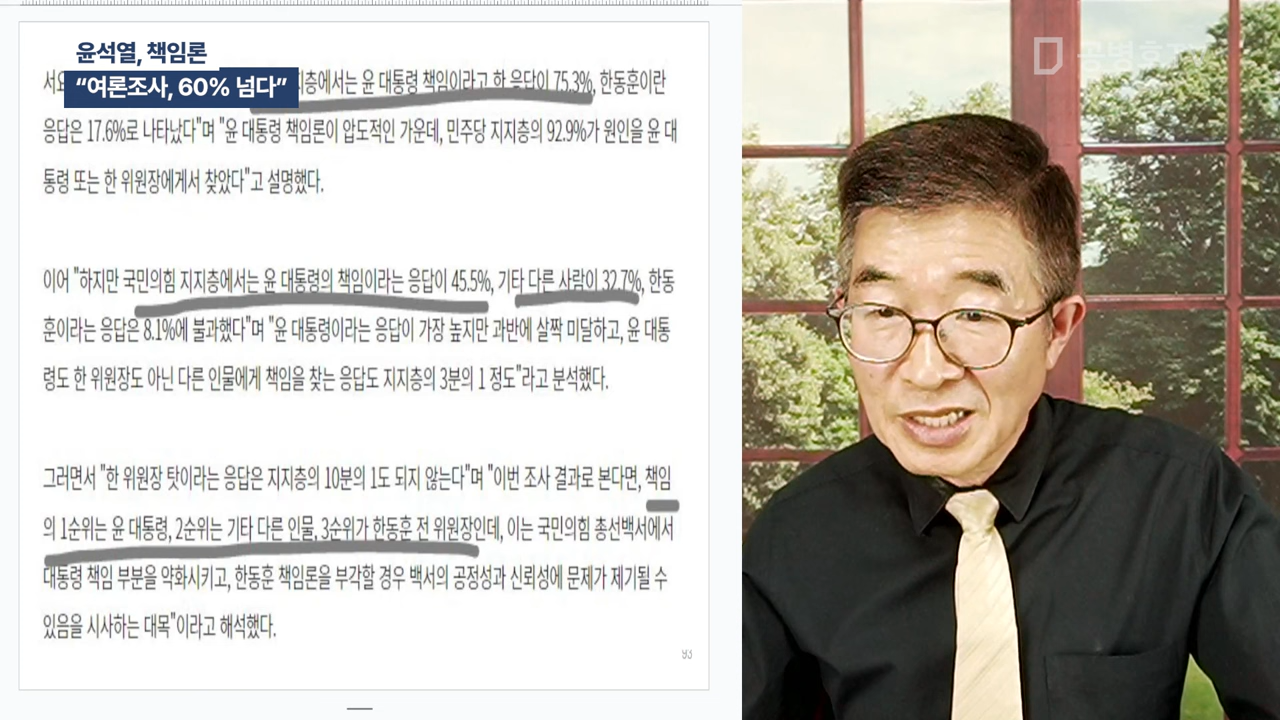 윤석열, 책임론
“여론조사, 60% 넘다”
지층에서는 윤 대통령 책임이라고 한 응답이 75.3%, 한동훈이란
응답은 17.6%로 나타났다"며 "윤 대통령 책임론이 압도적인 가운데, 민주당 지지층의 92.9%가 원인을 윤 대
통령 또는 한 위원장에게서 찾았다"고 설명했다.
이어 "하지만 국민의힘 지지층에서는 윤 대통령의 책임이라는 응답이 45.5%, 기타 다른 사람이 32.7%, 한동
훈이라는 응답은 8.1%에 불과했다"며 "윤 대통령이라는 응답이 가장 높지만 과반에 살짝 미달하고, 윤 대통
령도 한 위원장도 아닌 다른 인물에게 책임을 찾는 응답도 지지층의 3분의 1 정도"라고 분석했다.
그러면서 "한 위원장 탓이라는 응답은 지지층의 10분의 1도 되지 않는다"며 "이번 조사 결과로 본다면, 책임
의 1순위는 윤 대통령, 2순위는 기타 다른 인물, 3순위가 한동훈 전 위원장인데, 이는 국민의힘 총선백서에서
대통령 책임 부분을 약화시키고, 한동훈 책임론을 부각할 경우 백서의 공정성과 신뢰성에 문제가 제기될 수
있음을 시사하는 대목"이라고 해석했다.
93
공병호